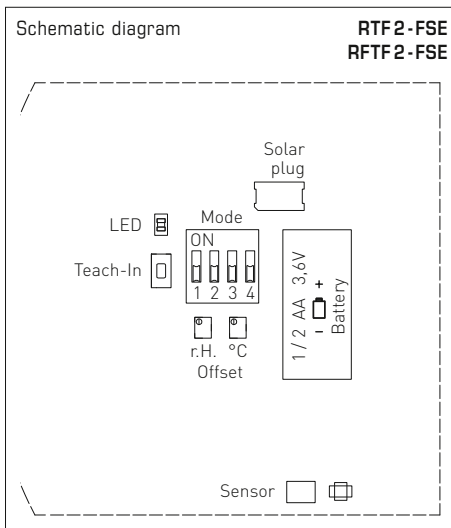 Schematic diagram RTF2-FSE
RFTF2-FSE
Solar
plug
LED
Mode
ON
Teach-In
1 2 3 4
r.H. °C
Offset
1/2 AA 3,6V
- +
Battery
Sensor